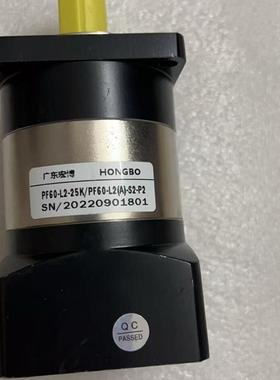 广东宏博 HONGBO
PF60-L2-25K/PF60-L2(A)-S2-P2
SN/20220901801
QC
PASSED